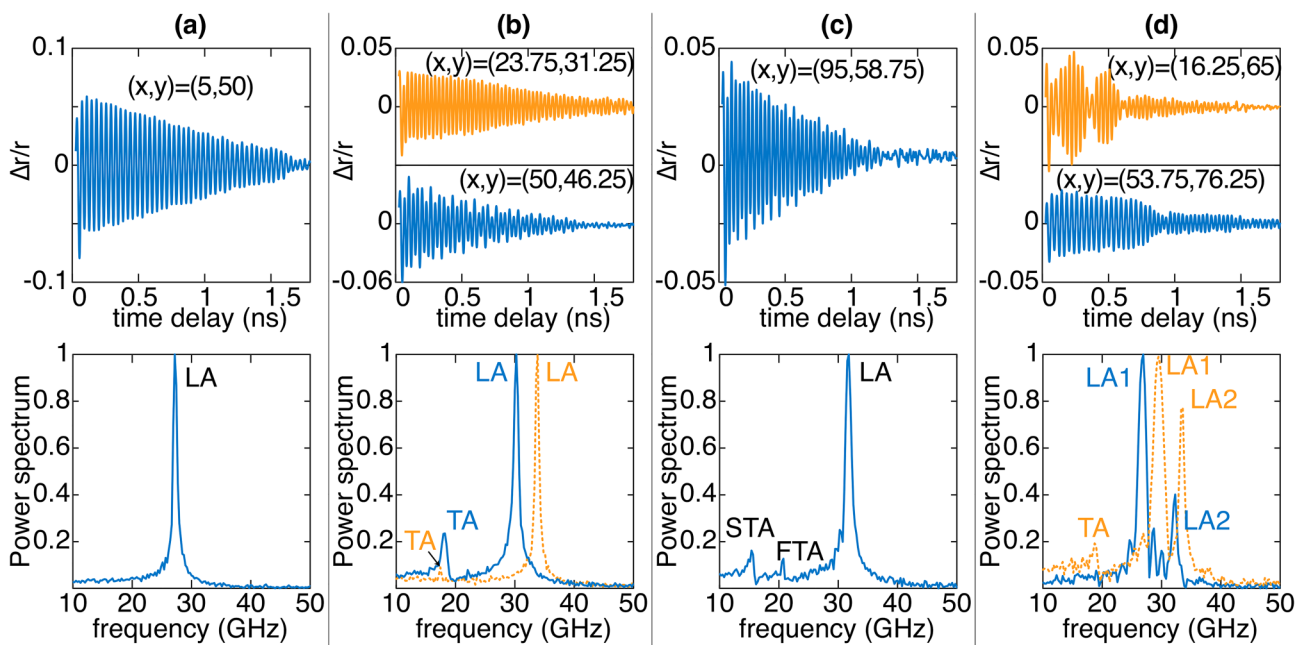 (a)
(b)
(c)
(d)
0.1
0
-0.1
Δr/r
(x,y)=(5,50)
0 0.5 1 1.5
time delay (ns)
0.05
0
0
-0.06
Δr/r
(x,y)=(23.75,31.25)
(x,y)=(50,46.25)
0 0.5 1 1.5
time delay (ns)
0.05
0
-0.05
Δr/r
(x,y)=(95,58.75)
0 0.5 1 1.5
time delay (ns)
0.05
0
0
-0.05
Δr/r
(x,y)=(16.25,65)
(x,y)=(53.75,76.25)
0 0.5 1 1.5
time delay (ns)
1
0.8
0.6
0.4
0.2
Power spectrum
LA
10 20 30 40 50
frequency (GHz)
1
0.8
0.6
0.4
0.2
Power spectrum
LA LA
TA TA
10 20 30 40 50
frequency (GHz)
1
0.8
0.6
0.4
0.2
Power spectrum
LA
STA
FTA
10 20 30 40 50
frequency (GHz)
1
0.8
0.6
0.4
0.2
Power spectrum
LA1 LA1
LA2
TA LA2
10 20 30 40 50
frequency (GHz)